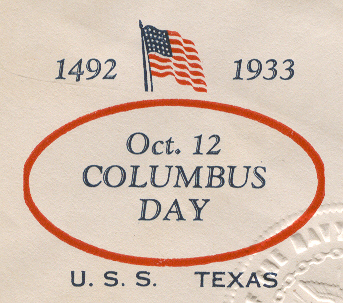 1492 1933
Oct. 12
COLUMBUS
DAY
U. S. S. TEXAS